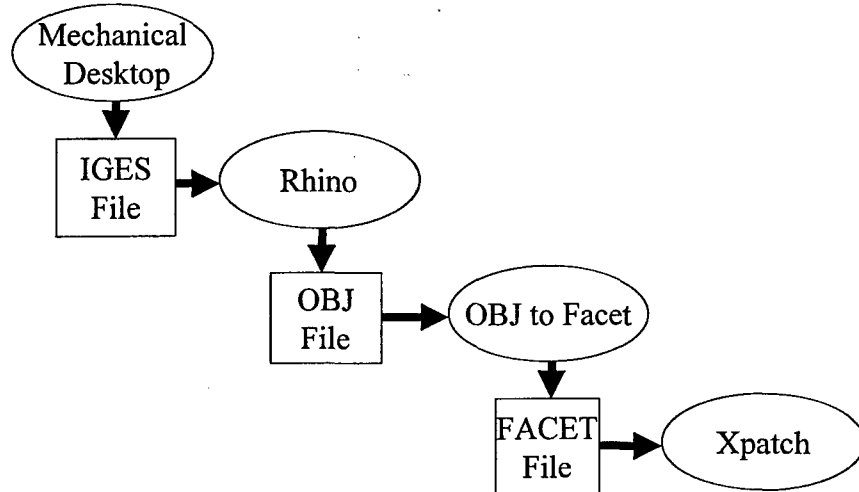 Mechanical
Desktop
IGES
File
Rhino
OBJ
File
OBJ to Facet
FACET
File
Xpatch